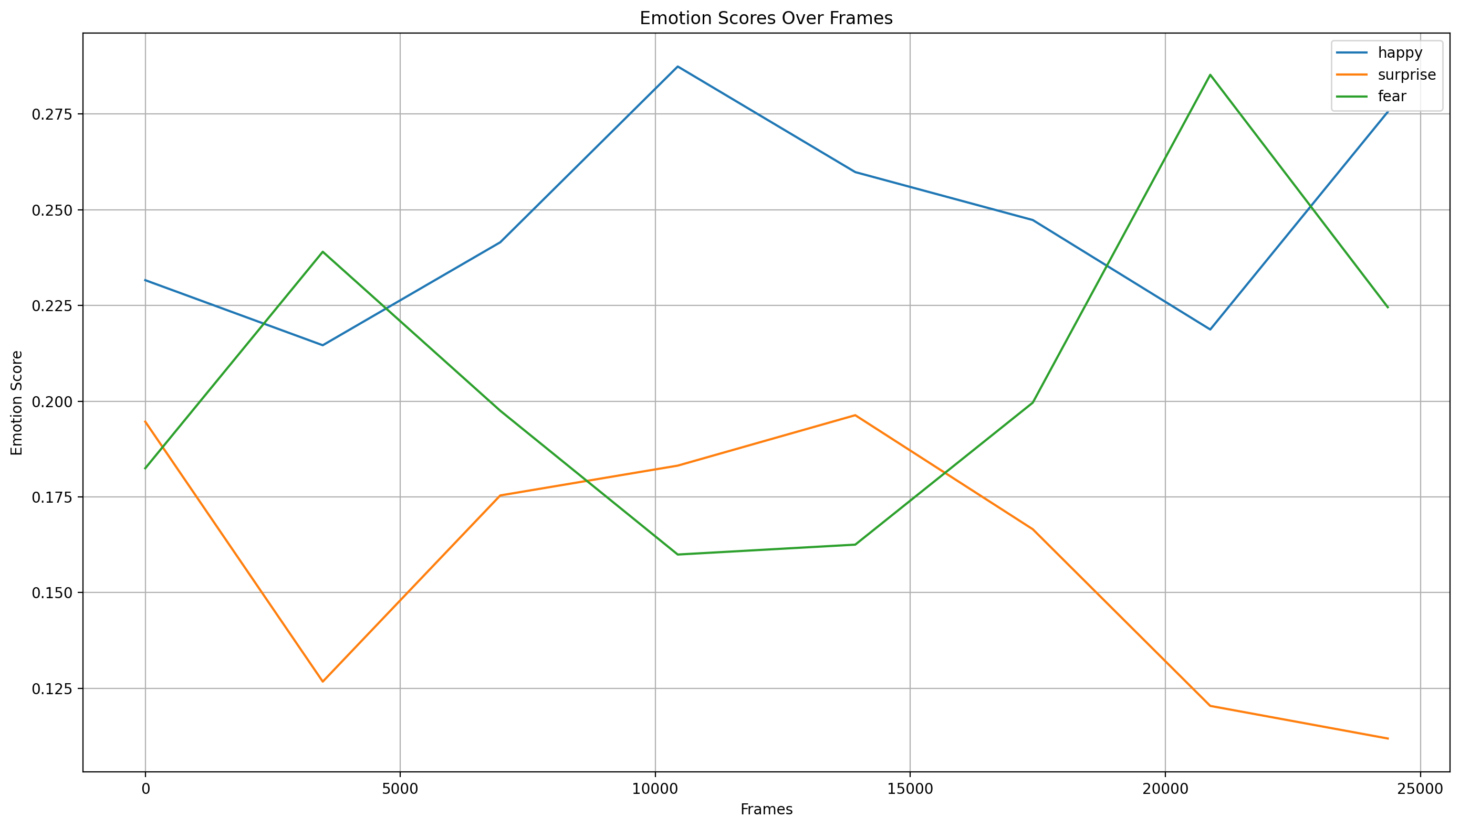 Emotion Scores Over Frames
happy
surprise
fear
0.275
0.250
0.225
0.200
0.175
0.150
0.125
Emotion Score
0 5000 10000 15000 20000 25000
Frames